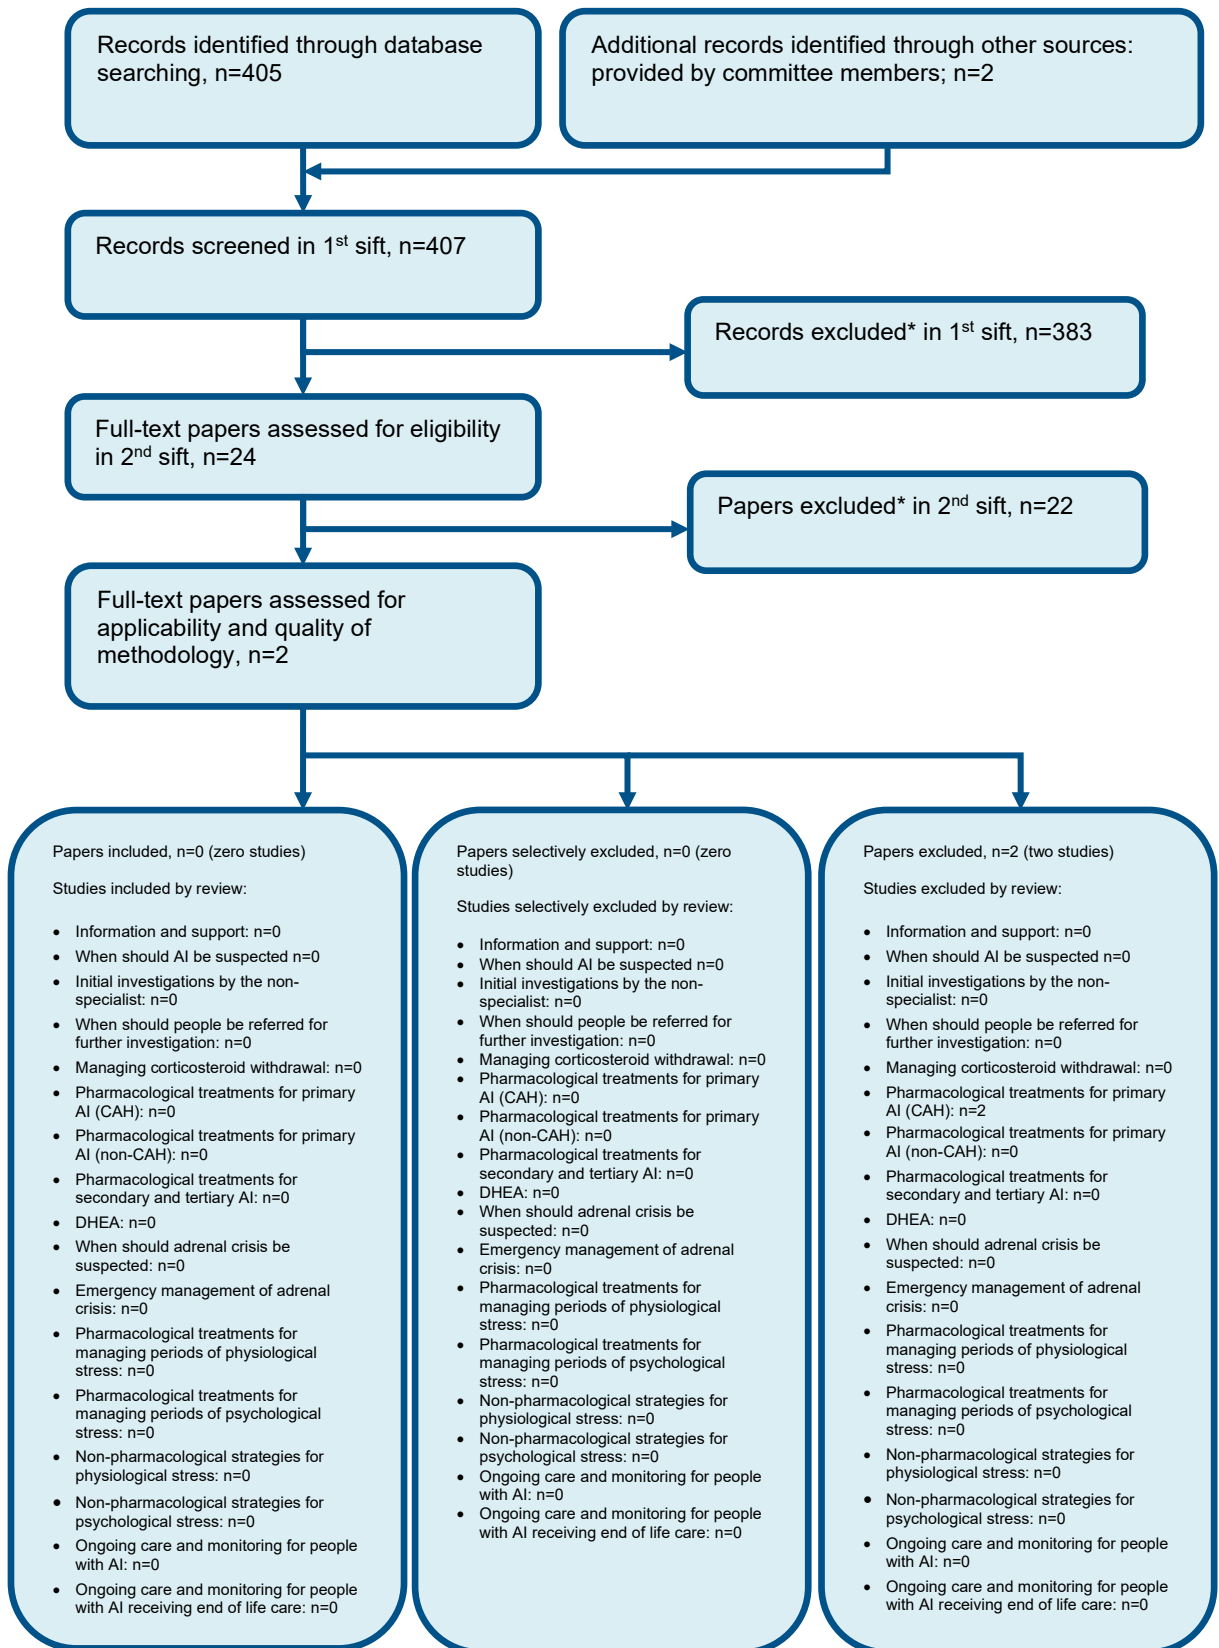 Records identified through database
searching, n=405
Additional records identified through other sources:
provided by committee members; n=2
Records screened in 1st sift, n=407
Records excluded* in 1st sift, n=383
Full-text papers assessed for eligibility
in 2nd sift, n=24
Papers excluded* in 2nd sift, n=22
Full-text papers assessed for
applicability and quality of
methodology, n=2
Papers included, n=0 (zero studies)
Studies included by review:
• Information and support: n=0
• When should AI be suspected n=0
• Initial investigations by the non-
specialist: n=0
• When should people be referred for
further investigation: n=0
• Managing corticosteroid withdrawal: n=0
• Pharmacological treatments for primary
AI (CAH): n=0
• Pharmacological treatments for primary
AI (non-CAH): n=0
• Pharmacological treatments for
secondary and tertiary AI: n=0
• DHEA: n=0
• When should adrenal crisis be
suspected: n=0
• Emergency management of adrenal
crisis: n=0
• Pharmacological treatments for
managing periods of physiological
stress: n=0
• Pharmacological treatments for
managing periods of psychological
stress: n=0
• Non-pharmacological strategies for
physiological stress: n=0
• Non-pharmacological strategies for
psychological stress: n=0
• Ongoing care and monitoring for people
with AI: n=0
• Ongoing care and monitoring for people
with AI receiving end of life care: n=0
Papers selectively excluded, n=0 (zero
studies)
Studies selectively excluded by review:
• Information and support: n=0
• When should AI be suspected n=0
• Initial investigations by the non-
specialist: n=0
• When should people be referred for
further investigation: n=0
• Managing corticosteroid withdrawal: n=0
• Pharmacological treatments for primary
AI (CAH): n=0
• Pharmacological treatments for primary
AI (non-CAH): n=0
• Pharmacological treatments for
secondary and tertiary AI: n=0
• DHEA: n=0
• When should adrenal crisis be
suspected: n=0
• Emergency management of adrenal
crisis: n=0
• Pharmacological treatments for
managing periods of physiological
stress: n=0
• Pharmacological treatments for
managing periods of psychological
stress: n=0
• Non-pharmacological strategies for
physiological stress: n=0
• Non-pharmacological strategies for
psychological stress: n=0
• Ongoing care and monitoring for people
with AI: n=0
• Ongoing care and monitoring for people
with AI receiving end of life care: n=0
Papers excluded, n=2 (two studies)
Studies excluded by review:
• Information and support: n=0
• When should AI be suspected n=0
• Initial investigations by the non-
specialist: n=0
• When should people be referred for
further investigation: n=0
• Managing corticosteroid withdrawal: n=0
• Pharmacological treatments for primary
AI (CAH): n=2
• Pharmacological treatments for primary
AI (non-CAH): n=0
• Pharmacological treatments for
secondary and tertiary AI: n=0
• DHEA: n=0
• When should adrenal crisis be
suspected: n=0
• Emergency management of adrenal
crisis: n=0
• Pharmacological treatments for
managing periods of physiological
stress: n=0
• Pharmacological treatments for
managing periods of psychological
stress: n=0
• Non-pharmacological strategies for
physiological stress: n=0
• Non-pharmacological strategies for
psychological stress: n=0
• Ongoing care and monitoring for people
with AI: n=0
• Ongoing care and monitoring for people
with AI receiving end of life care: n=0